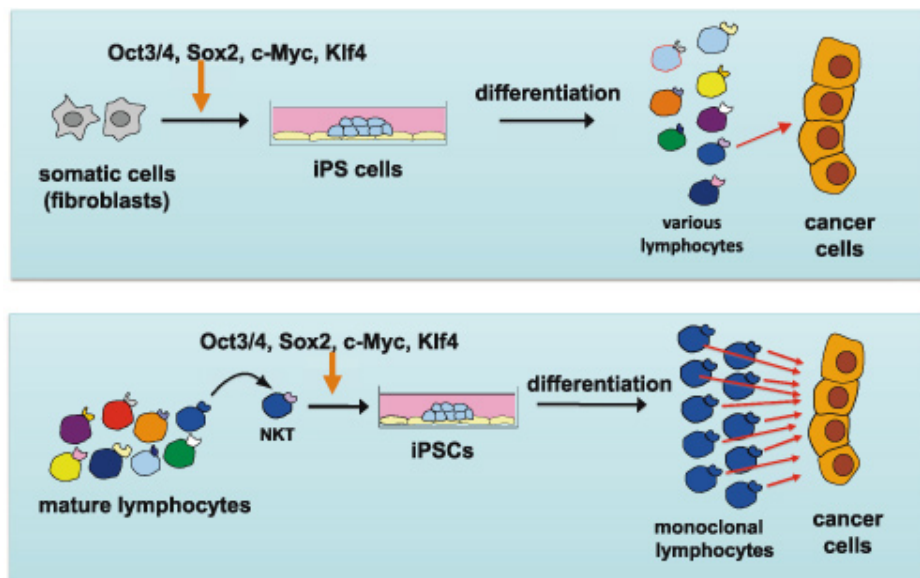 Oct3/4, Sox2, c-Myc, Klf4
differentiation
somatic cells
(fibroblasts)
iPS cells
various
lymphocytes
cancer
cells
Oct3/4, Sox2, c-Myc, Klf4
differentiation
NKT
iPSCs
mature lymphocytes
monoclonal
lymphocytes
cancer
cells